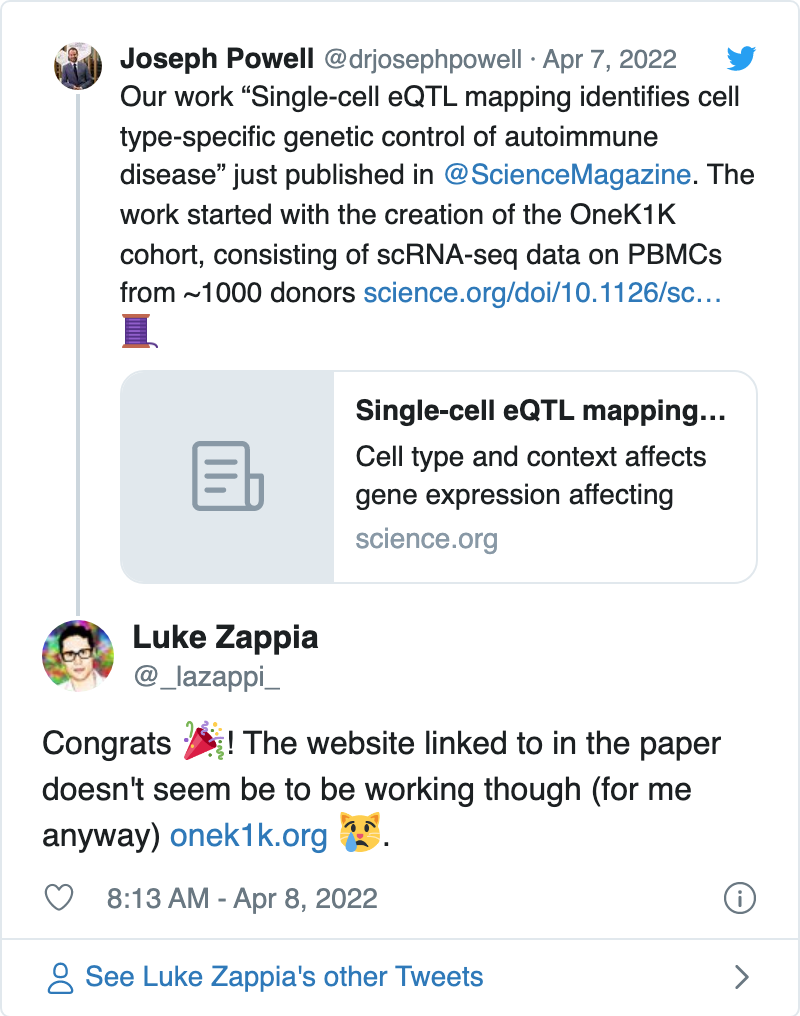 Joseph Powell @drjosephpowell · Apr 7, 2022
Our work “Single-cell eQTL mapping identifies cell
type-specific genetic control of autoimmune
disease” just published in @ScienceMagazine. The
work started with the creation of the OneK1K
cohort, consisting of scRNA-seq data on PBMCs
from ~1000 donors science.org/doi/10.1126/sc…
🧵
Single-cell eQTL mapping…
Cell type and context affects
gene expression affecting
science.org
Luke Zappia
@_lazappi_
Congrats 🎉! The website linked to in the paper
doesn't seem be to be working though (for me
anyway) onek1k.org 😿.
8:13 AM - Apr 8, 2022
See Luke Zappia's other Tweets